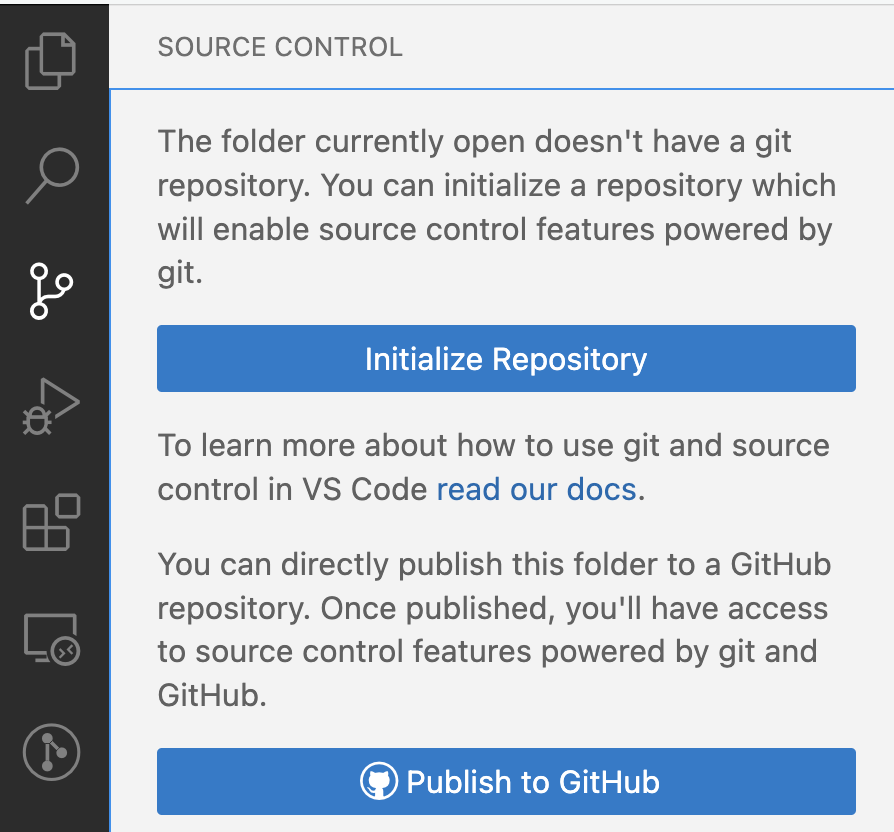 SOURCE CONTROL
The folder currently open doesn't have a git
repository. You can initialize a repository which
will enable source control features powered by
git.
Initialize Repository
To learn more about how to use git and source
control in VS Code read our docs.
You can directly publish this folder to a GitHub
repository. Once published, you'll have access
to source control features powered by git and
GitHub.
Publish to GitHub